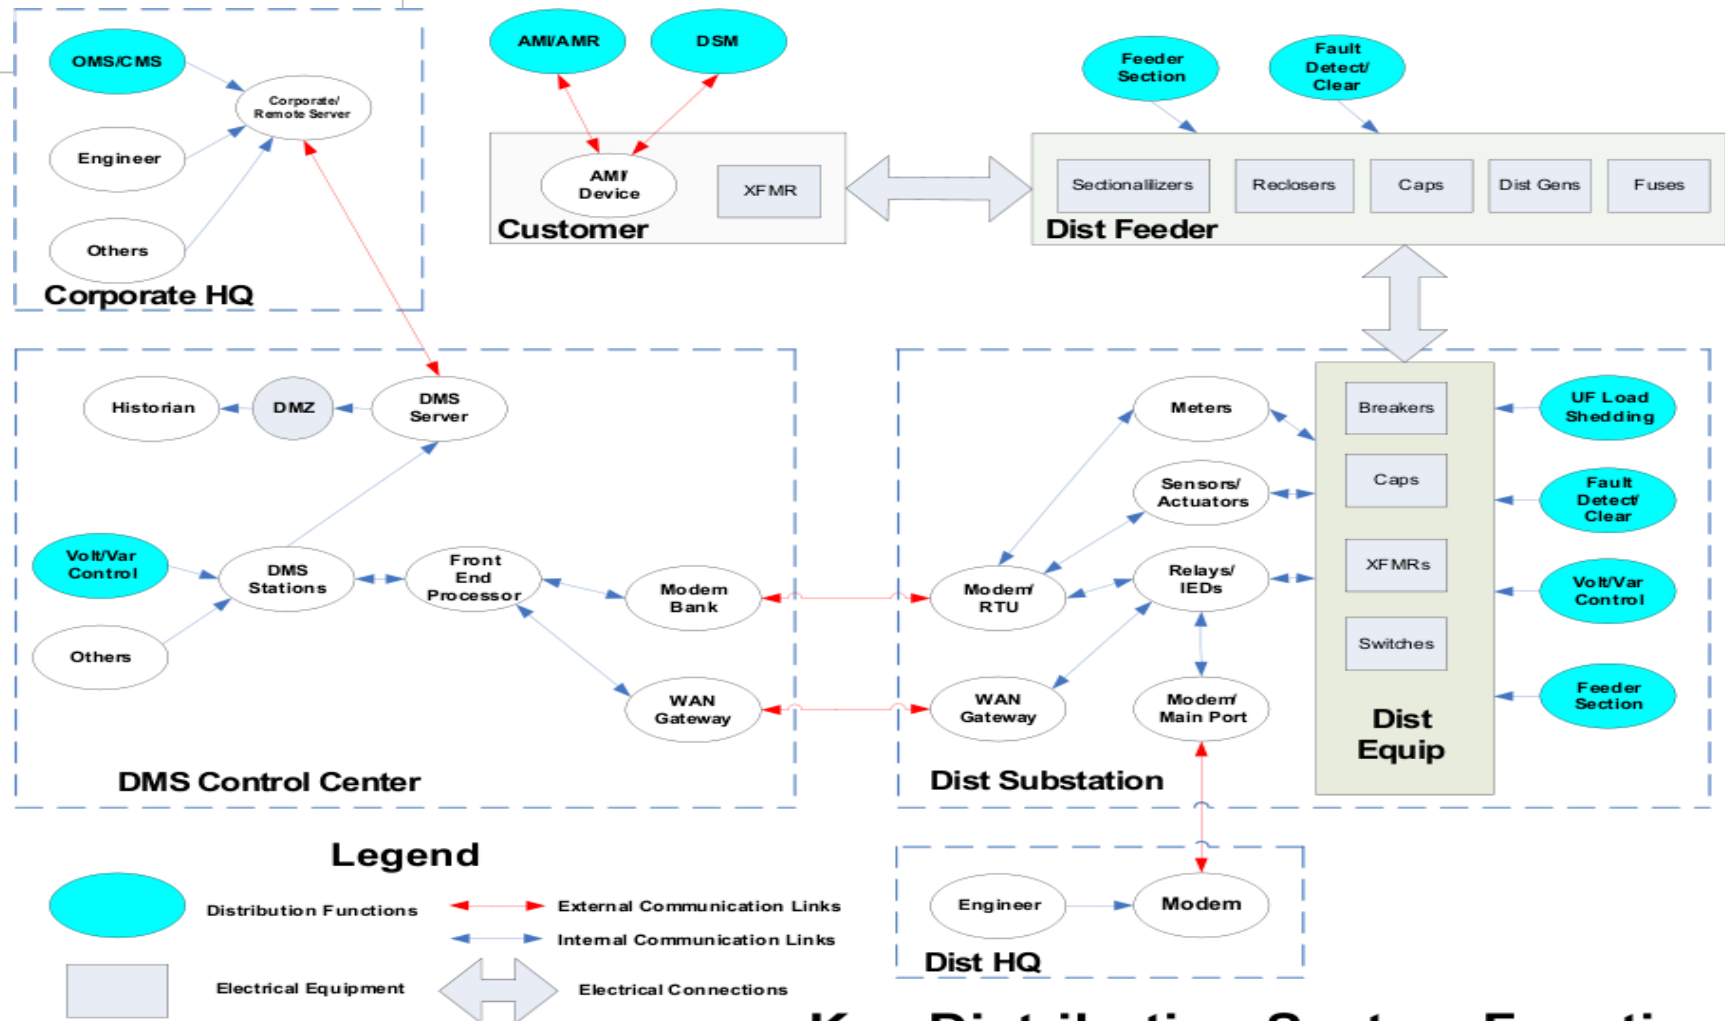 OMS/CMS
Corporate/
Remote Server
Engineer
Others
Corporate HQ
AMI/AMR
DSM
AMI/
Device
XFMR
Customer
Feeder
Section
Fault
Detect/
Clear
Sectionalilizers
Reclosers
Caps
Dist Gens
Fuses
Dist Feeder
Historian
DMZ
DMS
Server
Volt/Var
Control
DMS
Stations
Front
End
Processor
Modem
Bank
Others
WAN
Gateway
DMS Control Center
Meters
Sensors/
Actuators
Modem/
RTU
Relays/
IEDs
WAN
Gateway
Modem/
Main Port
Dist Substation
Breakers
Caps
XFMRs
Switches
Dist
Equip
UF Load
Shedding
Fault
Detect/
Clear
Volt/Var
Control
Feeder
Section
Engineer
Modem
Dist HQ
Legend
Distribution Functions
External Communication Links
Internal Communication Links
Electrical Equipment
Electrical Connections
Distribution System